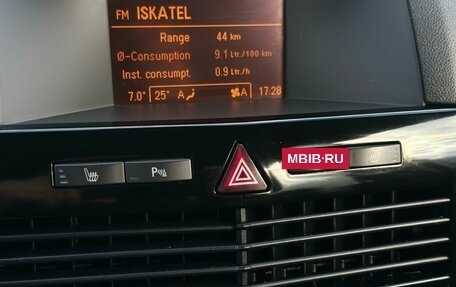 FM ISKATEL
Range 44 km
Ø-Consumption 9.1 Ltr./100 km
Inst. consumpt. 0.9 Ltr./h
7.0° 25° A A 17:28
P
MBIB.RU